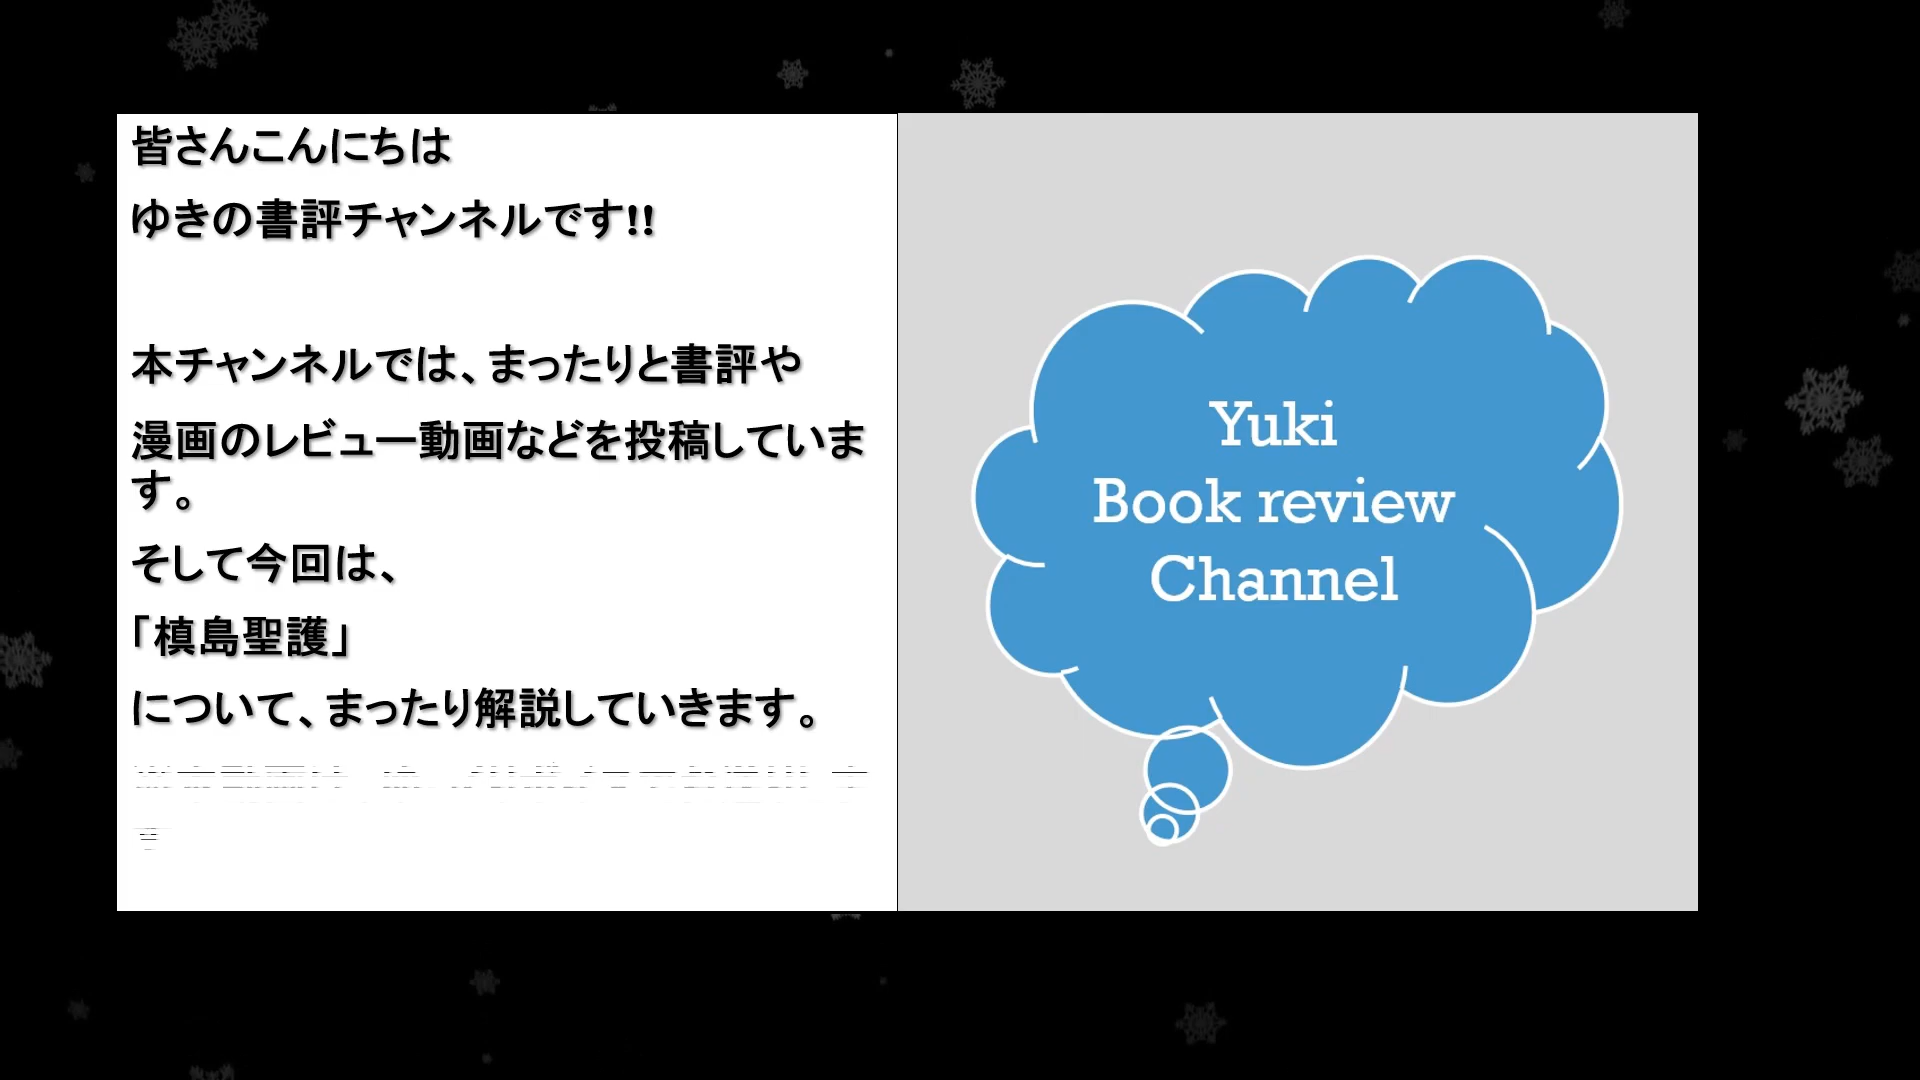 皆さんこんにちは
ゆきの書評チャンネルです!!
本チャンネルでは、まったりと書評や
漫画のレビュー動画などを投稿していま
す。
そして今回は、
「槙島聖護」
について、まったり解説していきます。
Yuki
Book review
Channel